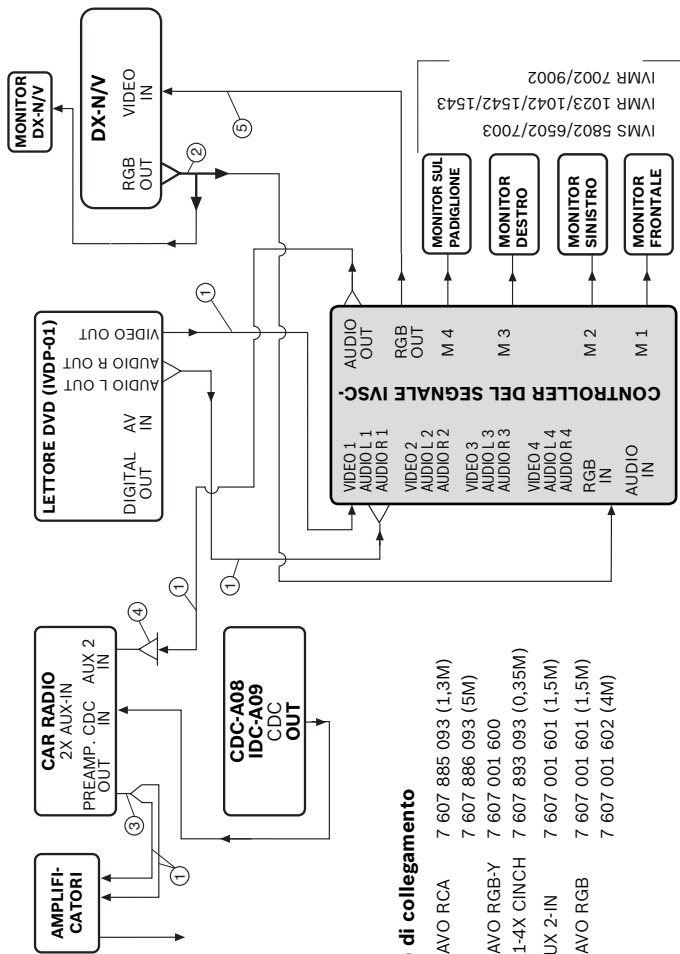 MONITOR
DX-N/V
DX-N/V
RGB
OUT
VIDEO
IN
2
5
IVMS 5802/6502/7003
IVMR 1023/1042/1542/1543
IVMR 7002/9002
LETTORE DVD (IVDP-01)
DIGITAL
OUT
AV
IN
AUDIO L OUT
AUDIO R OUT
VIDEO OUT
1
MONITOR SUL
PADIGLIONE
MONITOR
DESTRO
MONITOR
SINISTRO
MONITOR
FRONTALE
CONTROLLER DEL SEGNALE IVSC-
VIDEO 1
AUDIO L 1
AUDIO R 1
VIDEO 2
AUDIO L 2
AUDIO R 2
VIDEO 3
AUDIO L 3
AUDIO R 3
VIDEO 4
AUDIO L 4
AUDIO R 4
RGB
IN
AUDIO
IN
AUDIO
OUT
RGB
OUT
M 4
M 3
M 2
M 1
CAR RADIO
2X AUX-IN
PREAMP.
OUT
CDC
IN
AUX 2
IN
3
4
1
1
1
AMPLIFI-
CATORI
CDC-A08
IDC-A09
CDC
OUT
di collegamento
AVO RCA 7 607 885 093 (1,3M)
7 607 886 093 (5M)
AVO RGB-Y 7 607 001 600
1-4X CINCH 7 607 893 093 (0,35M)
UX 2-IN 7 607 001 601 (1,5M)
AVO RGB 7 607 001 601 (1,5M)
7 607 001 602 (4M)